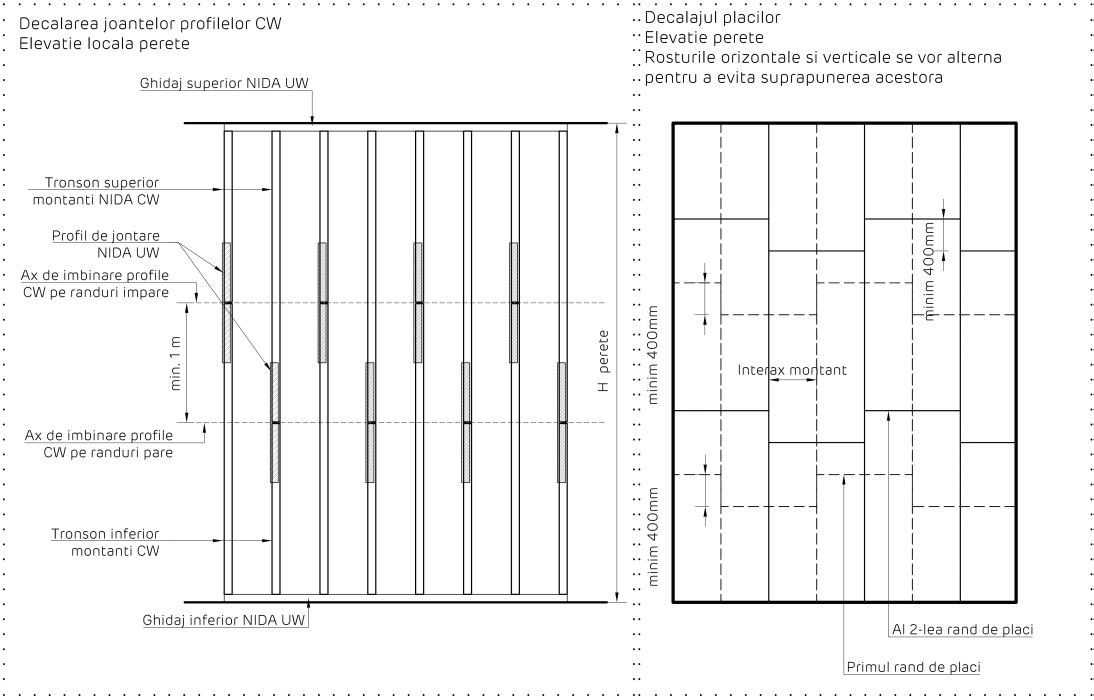 Decalarea joantelor profilelor CW
Elevatie locala perete
Ghidaj superior NIDA UW
Tronson superior
montanti NIDA CW
Profil de jontare
NIDA UW
Ax de imbinare profile
CW pe randuri impare
min. 1 m
H perete
Ax de imbinare profile
CW pe randuri pare
Tronson inferior
montanti CW
Ghidaj inferior NIDA UW
Decalajul placilor
Elevatie perete
Rosturile orizontale si verticale se vor alterna
pentru a evita suprapunerea acestora
minim 400mm
minim 400mm
Interax montant
minim 400mm
Al 2-lea rand de placi
Primul rand de placi